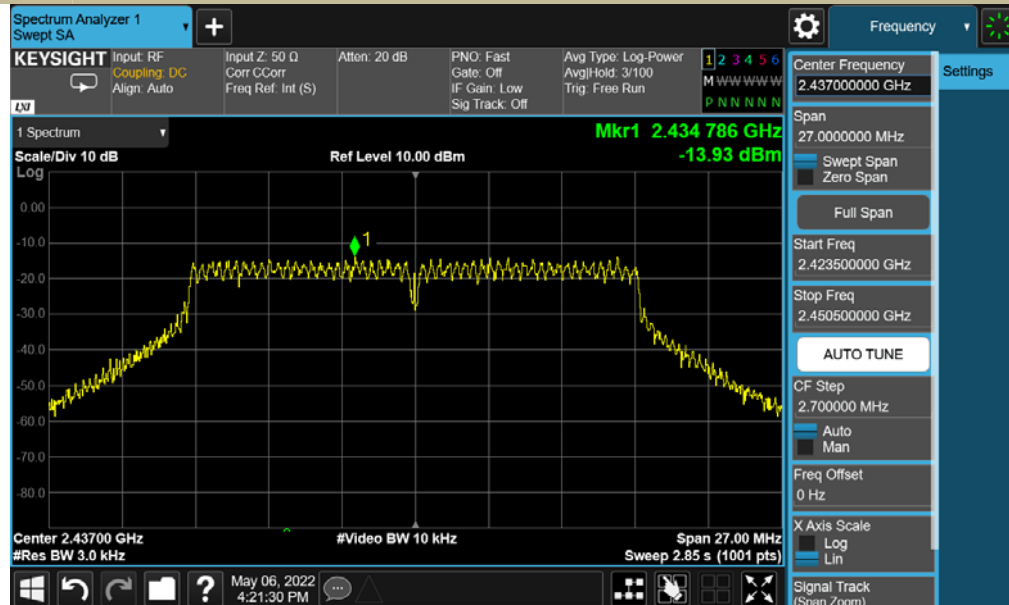 Spectrum Analyzer 1
Swept SA
+
Frequency
KEYSIGHT
LXI
Input: RF
Coupling: DC
Align: Auto
Input Z: 50 Ω
Corr CCorr
Freq Ref: Int (S)
Atten: 20 dB
PNO: Fast
Gate: Off
IF Gain: Low
Sig Track: Off
Avg Type: Log-Power
Avg|Hold: 3/100
Trig: Free Run
1 2 3 4 5 6
M W W W W W
P N N N N N
1 Spectrum
Scale/Div 10 dB
Log
Ref Level 10.00 dBm
Mkr1 2.434 786 GHz
-13.93 dBm
0.00
-10.0
-20.0
-30.0
-40.0
-50.0
-60.0
-70.0
-80.0
1
Center 2.43700 GHz
#Res BW 3.0 kHz
#Video BW 10 kHz
Span 27.00 MHz
Sweep 2.85 s (1001 pts)
Center Frequency
2.437000000 GHz
Span
27.0000000 MHz
Swept Span
Zero Span
Full Span
Start Freq
2.423500000 GHz
Stop Freq
2.450500000 GHz
AUTO TUNE
CF Step
2.700000 MHz
Auto
Man
Freq Offset
0 Hz
X Axis Scale
Log
Lin
Signal Track
(Span Zoom)
Settings
?
May 06, 2022
4:21:30 PM